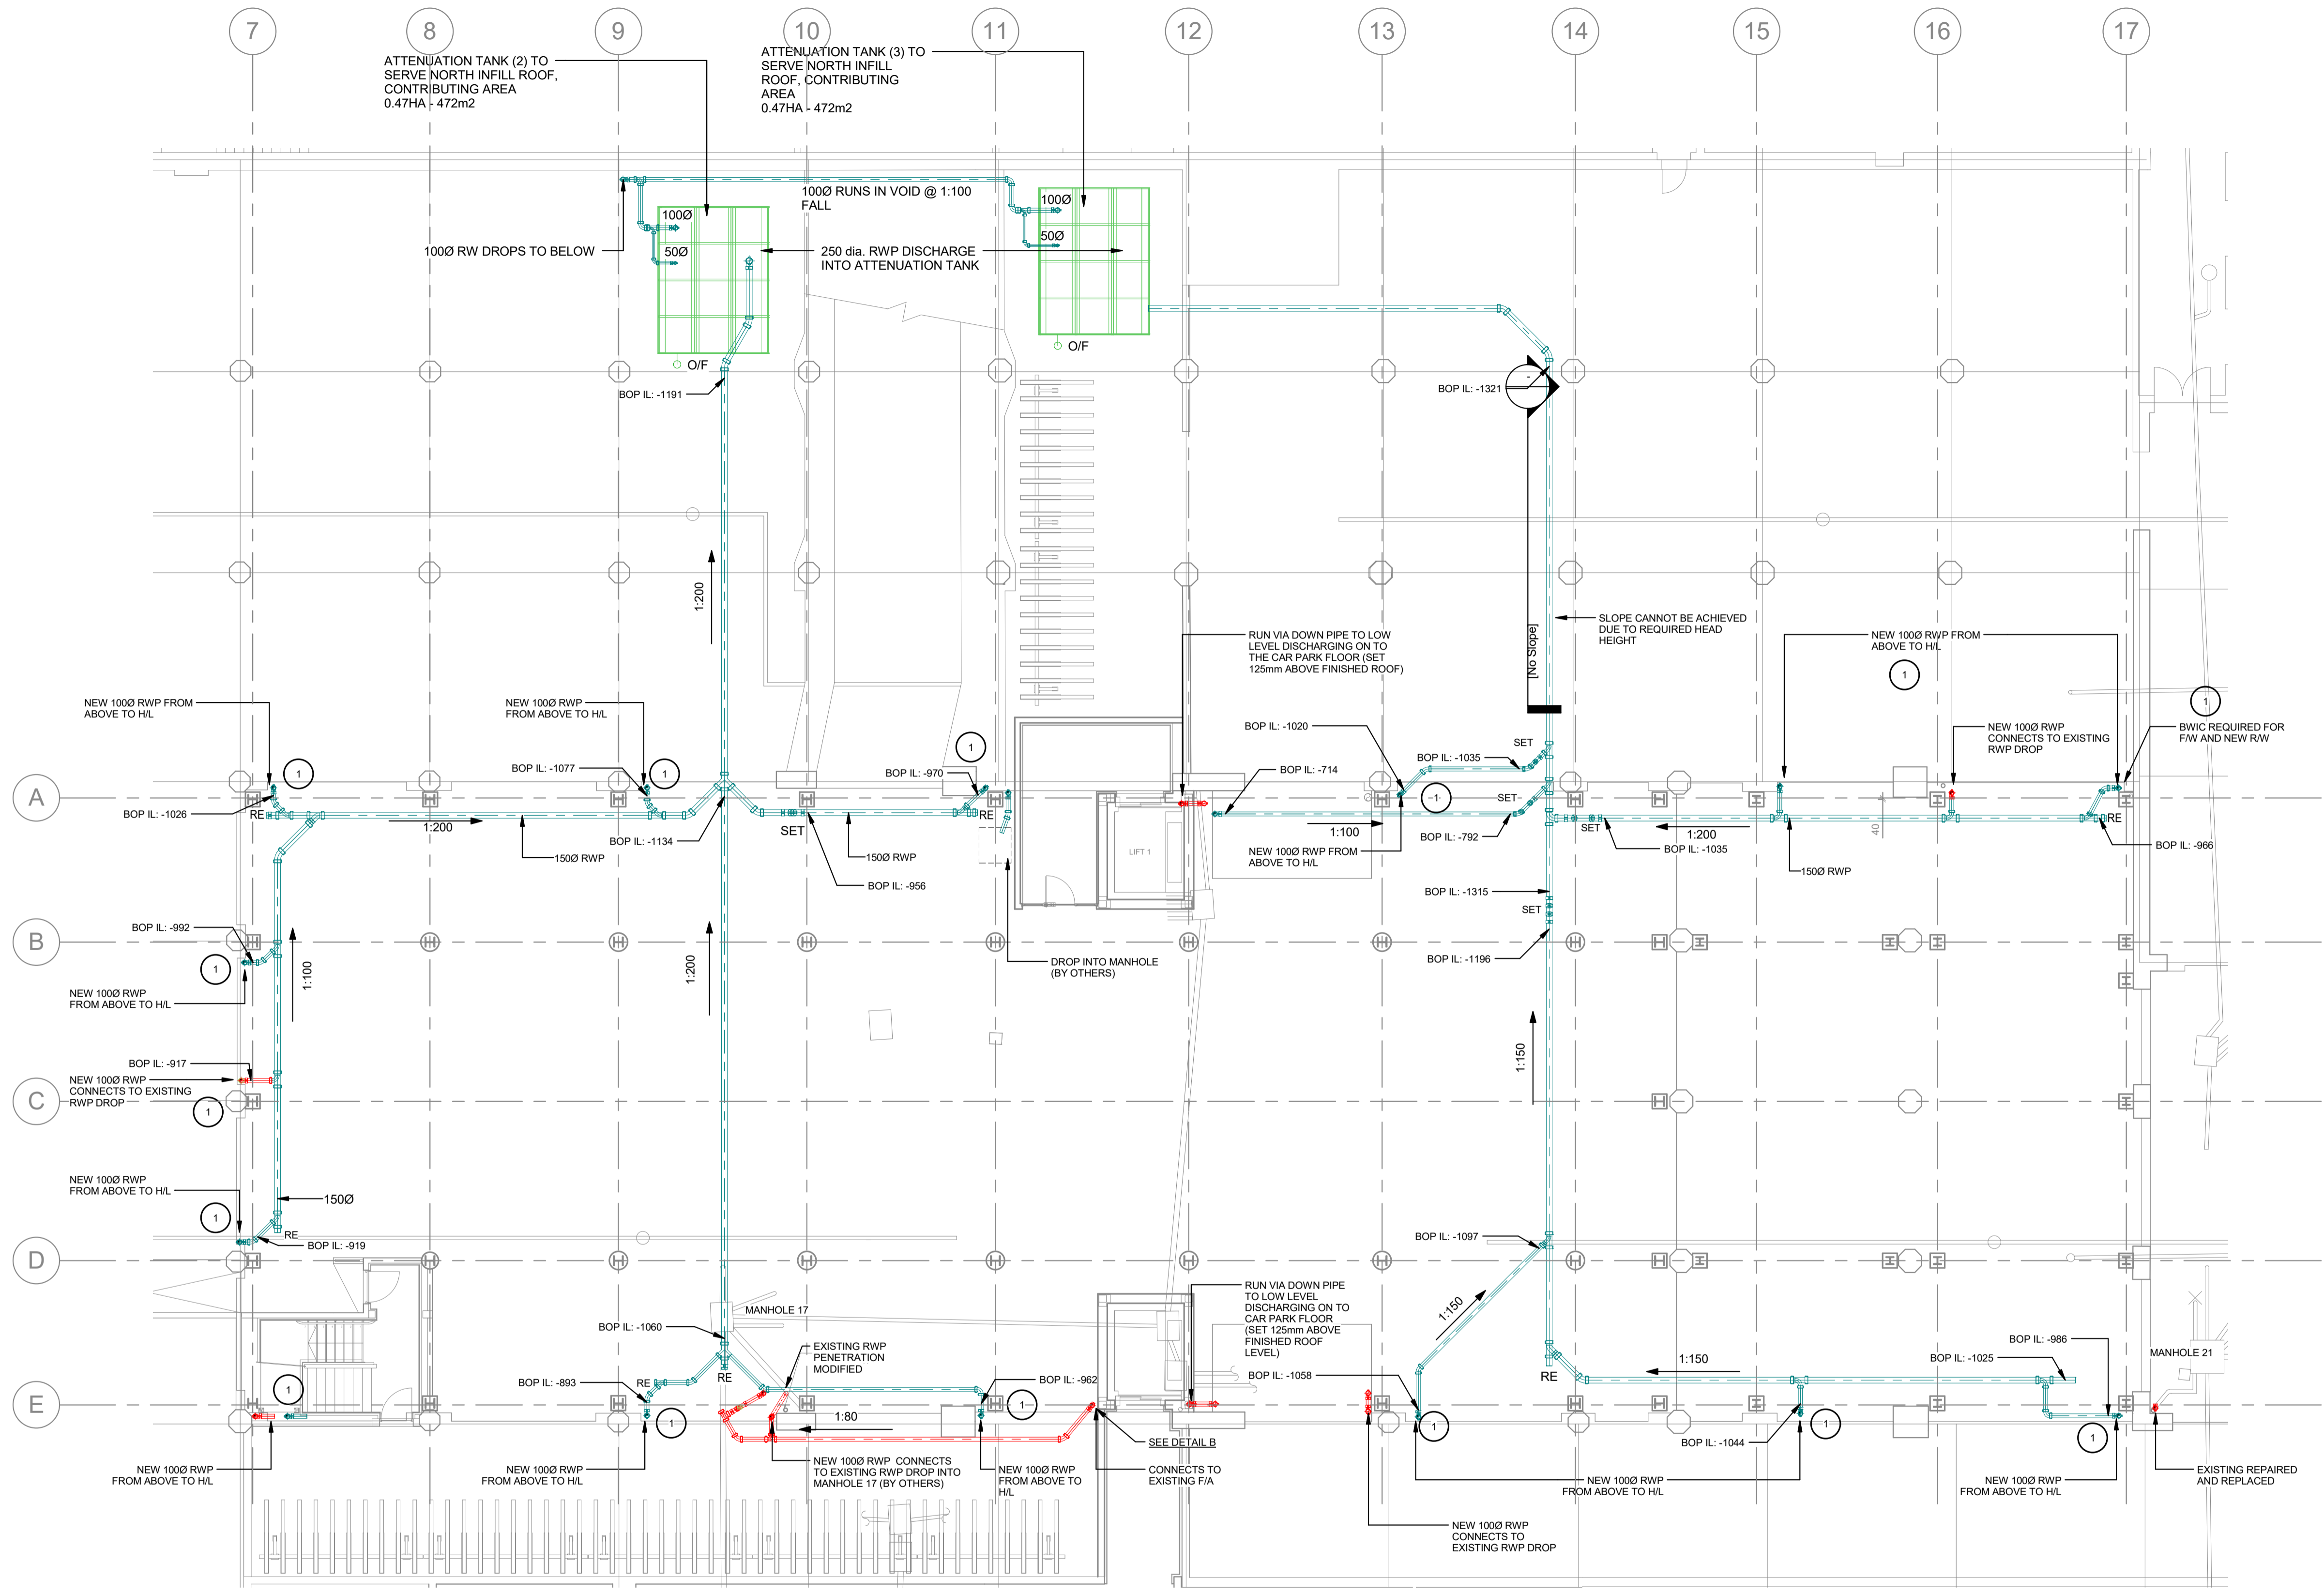 7
8
9
10
11
12
13
14
15
16
17
ATTENUATION TANK (2) TO
SERVE NORTH INFILL ROOF,
CONTRIBUTING AREA
0.47HA - 472m2
ATTENUATION TANK (3) TO
SERVE NORTH INFILL
ROOF, CONTRIBUTING
AREA
0.47HA - 472m2
100Ø RUNS IN VOID @ 1:100
FALL
100Ø
50Ø
100Ø
50Ø
100Ø RW DROPS TO BELOW
250 dia. RWP DISCHARGE
INTO ATTENUATION TANK
O/F
O/F
BOP IL: -1191
BOP IL: -1321
-
1:200
[No Slope]
SLOPE CANNOT BE ACHIEVED
DUE TO REQUIRED HEAD
HEIGHT
RUN VIA DOWN PIPE TO LOW
LEVEL DISCHARGING ON TO
THE CAR PARK FLOOR (SET
125mm ABOVE FINISHED ROOF)
NEW 100Ø RWP FROM
ABOVE TO H/L
1
1
NEW 100Ø RWP FROM
ABOVE TO H/L
NEW 100Ø RWP
FROM ABOVE TO H/L
BOP IL: -1020
NEW 100Ø RWP
CONNECTS TO EXISTING
RWP DROP
BWIC REQUIRED FOR
F/W AND NEW R/W
SET
1
1
1
BOP IL: -1077
BOP IL: -970
BOP IL: -714
BOP IL: -1035
A
1
SET
BOP IL: -1026
RE
1:200
BOP IL: -1134
SET
RE
1:100
BOP IL: -792
SET
1:200
40
RE
150Ø RWP
150Ø RWP
BOP IL: -956
LIFT 1
NEW 100Ø RWP FROM
ABOVE TO H/L
BOP IL: -1035
150Ø RWP
BOP IL: -966
BOP IL: -1315
SET
B
BOP IL: -992
1
1:100
1:200
DROP INTO MANHOLE
(BY OTHERS)
BOP IL: -1196
NEW 100Ø RWP
FROM ABOVE TO H/L
1:150
BOP IL: -917
NEW 100Ø RWP
CONNECTS TO EXISTING
RWP DROP
C
1
NEW 100Ø RWP
FROM ABOVE TO H/L
150Ø
1
RE
BOP IL: -919
BOP IL: -1097
D
MANHOLE 17
RUN VIA DOWN PIPE
TO LOW LEVEL
DISCHARGING ON TO
CAR PARK FLOOR
(SET 125mm ABOVE
FINISHED ROOF
LEVEL)
1:150
BOP IL: -1060
EXISTING RWP
PENETRATION
MODIFIED
BOP IL: -986
MANHOLE 21
1:150
BOP IL: -1025
BOP IL: -893
RE
RE
BOP IL: -962
BOP IL: -1058
RE
E
1
1
1
1:80
1
1
1
BOP IL: -1044
SEE DETAIL B
NEW 100Ø RWP
FROM ABOVE TO H/L
NEW 100Ø RWP
FROM ABOVE TO H/L
NEW 100Ø RWP CONNECTS
TO EXISTING RWP DROP INTO
MANHOLE 17 (BY OTHERS)
NEW 100Ø RWP
FROM ABOVE TO
H/L
CONNECTS TO
EXISTING F/A
NEW 100Ø RWP
FROM ABOVE TO H/L
NEW 100Ø RWP
FROM ABOVE TO H/L
EXISTING REPAIRED
AND REPLACED
NEW 100Ø RWP
CONNECTS TO
EXISTING RWP DROP